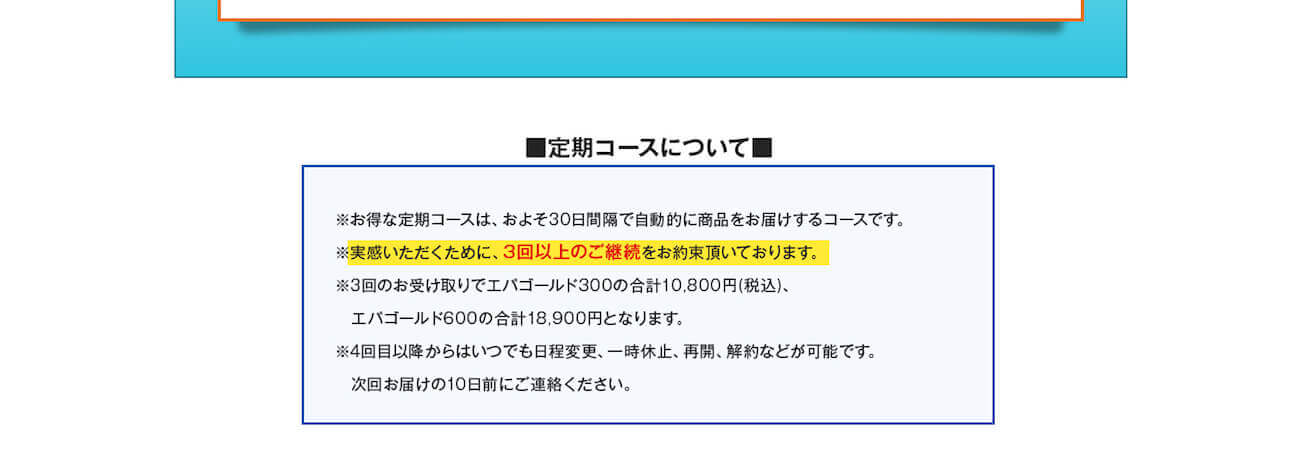 ■定期コースについて■
※お得な定期コースは、およそ30日間隔で自動的に商品をお届けするコースです。
※実感いただくために、3回以上のご継続をお約束頂いております。
※3回のお受け取りでエパゴールド300の合計10,800円(税込)、
エパゴールド600の合計18,900円となります。
※4回目以降からはいつでも日程変更、一時休止、再開、解約などが可能です。
次回お届けの10日前にご連絡ください。